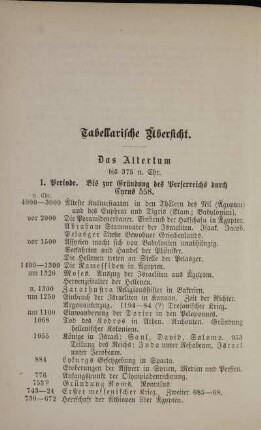 Tabellarische Übersicht.
Das Altertum
bis 375 n. Chr.
1. Periode. Bis zur Gründung des Perserreichs durch
Cyrus 558.
v. Chr.
4000—3000 Älteste Kulturstaaten in den Thälern des Nil (Ägypten)
und des Euphrat und Tigris (Elam; Babylonien).
vor 2000 Die Pyramidenerbauer. Einbruch der Hyksos in Ägypten.
Abraham Stammvater der Israeliten. Isaak. Jacob.
Pelasger Älteste Bewohner Griechenlands.
vor 1500 Assyrien macht sich von Babylonien unabhängig.
Seefahrten und Handel der Phöniker.
Die Hellenen treten an Stelle der Pelasger.
1400—1300 Die Ramessiden in Ägypten.
um 1320 Moses. Auszug der Israeliten aus Ägypten.
Heroenzeitalter der Hellenen.
n. 1300 Zarathustra Religionsstifter in Baktrien.
um 1250 Einbruch der Israeliten in Kanaan. Zeit der Richter.
Argonautenzug. (1194—84 ?) Trojanischer Krieg.
um 1100 Einwanderung der Dorier in den Peloponnes.
1068 Tod des Kodros in Athen. Archonten. Gründung
hellenischer Kolonien.
1055 Könige in Israel: Saul, David, Salomo. 953
Teilung des Reichs: Juda unter Rehabeam, Israel
unter Jerobeam.
884 Lykurgs Gesetzgebung in Sparta.
Eroberungen der Assyrer in Syrien, Medien und Persien.
776 Anfangspunkt der Olympiadenrechnung.
753? Gründung Roms. Romulus
743—24 Erster messenischer Krieg. Zweiter 685—68.
730—672 Herrschaft der Äthiopen über Ägypten.